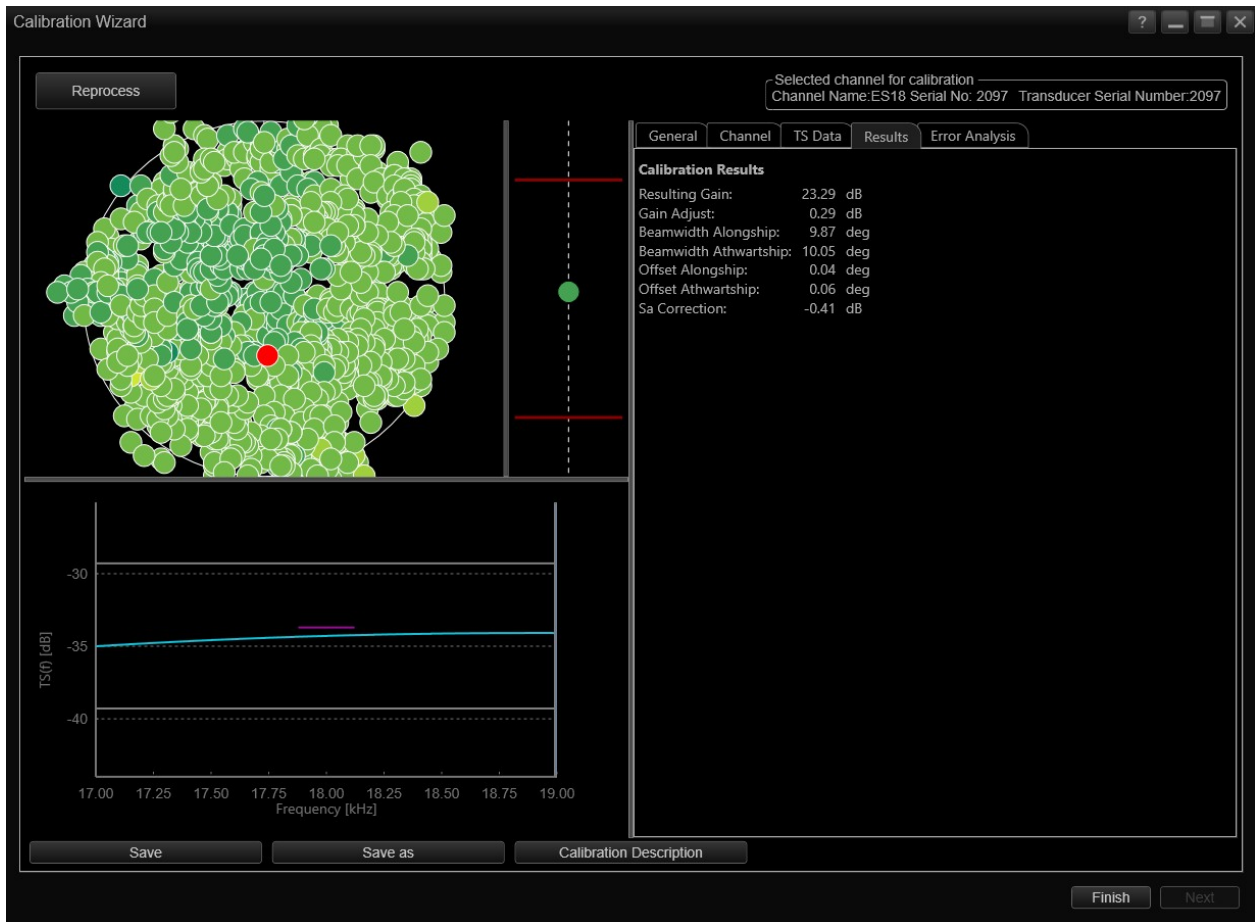 Calibration Wizard
?
Reprocess
Selected channel for calibration
Channel Name:ES18 Serial No: 2097 Transducer Serial Number:2097
General Channel TS Data Results Error Analysis
Calibration Results
Resulting Gain: 23.29 dB
Gain Adjust: 0.29 dB
Beamwidth Alongship: 9.87 deg
Beamwidth Athwartship: 10.05 deg
Offset Alongship: 0.04 deg
Offset Athwartship: 0.06 deg
Sa Correction: -0.41 dB
TS(f) [dB]
-30
-35
-40
17.00 17.25 17.50 17.75 18.00 18.25 18.50 18.75 19.00
Frequency [kHz]
Save Save as Calibration Description
Finish Next